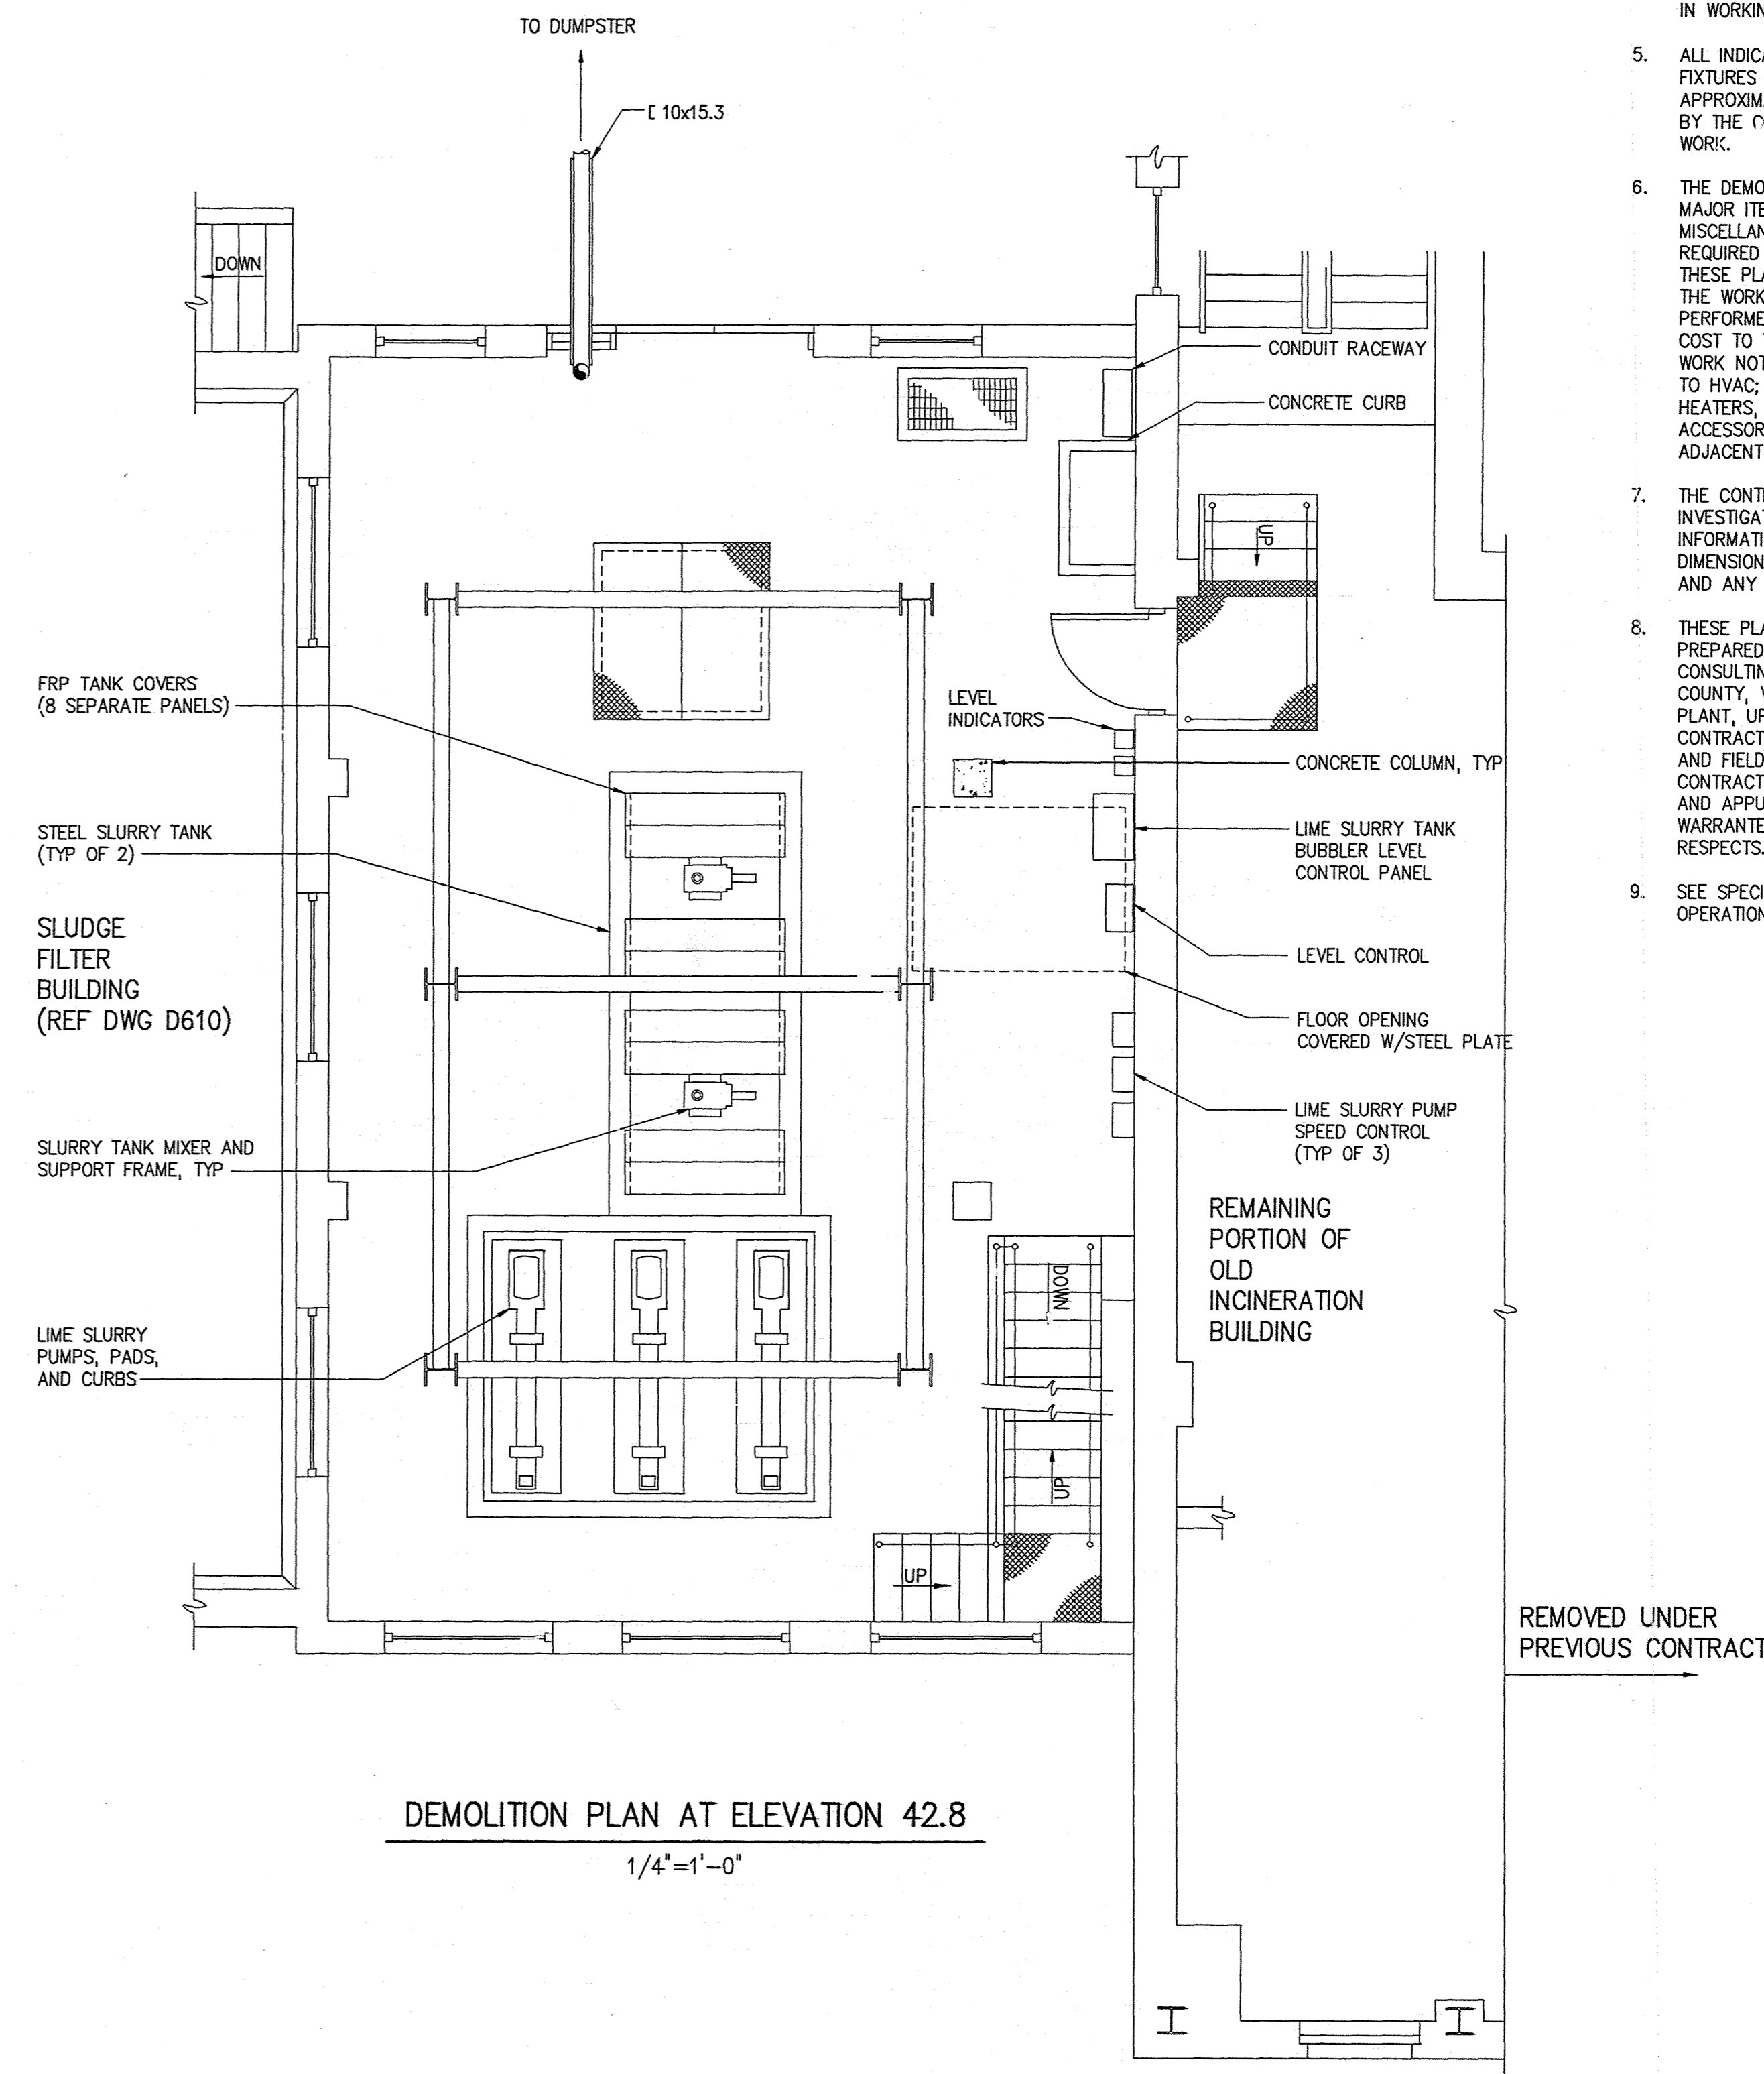 TO DUMPSTER
[ 10x15.3
DOWN
CONDUIT RACEWAY
CONCRETE CURB
UP
FRP TANK COVERS
(8 SEPARATE PANELS)
LEVEL
INDICATORS
CONCRETE COLUMN, TYP
STEEL SLURRY TANK
(TYP OF 2)
LIME SLURRY TANK
BUBBLER LEVEL
CONTROL PANEL
SLUDGE
FILTER
BUILDING
(REF DWG D610)
LEVEL CONTROL
FLOOR OPENING
COVERED W/STEEL PLATE
SLURRY TANK MIXER AND
SUPPORT FRAME, TYP
LIME SLURRY PUMP
SPEED CONTROL
(TYP OF 3)
REMAINING
PORTION OF
OLD
INCINERATION
BUILDING
DOWN
LIME SLURRY
PUMPS, PADS,
AND CURBS
UP
UP
REMOVED UNDER
PREVIOUS CONTRACT
DEMOLITION PLAN AT ELEVATION 42.8
1/4"=1'-0"
IN WORKIN
5. ALL INDICA
FIXTURES
APPROXIM
BY THE
WORK.
6. THE DEMO
MAJOR ITE
MISCELLAN
REQUIRED
THESE PLA
THE WORK
PERFORME
COST TO
WORK NOT
TO HVAC;
HEATERS,
ACCESSOR
ADJACENT
7. THE CONT
INVESTIGAT
INFORMATI
DIMENSION
AND ANY
8. THESE PLA
PREPARED
CONSULTIN
COUNTY,
PLANT, UP
CONTRACT
AND FIELD
CONTRACT
AND APPU
WARRANTE
RESPECTS.
9. SEE SPECI
OPERATION